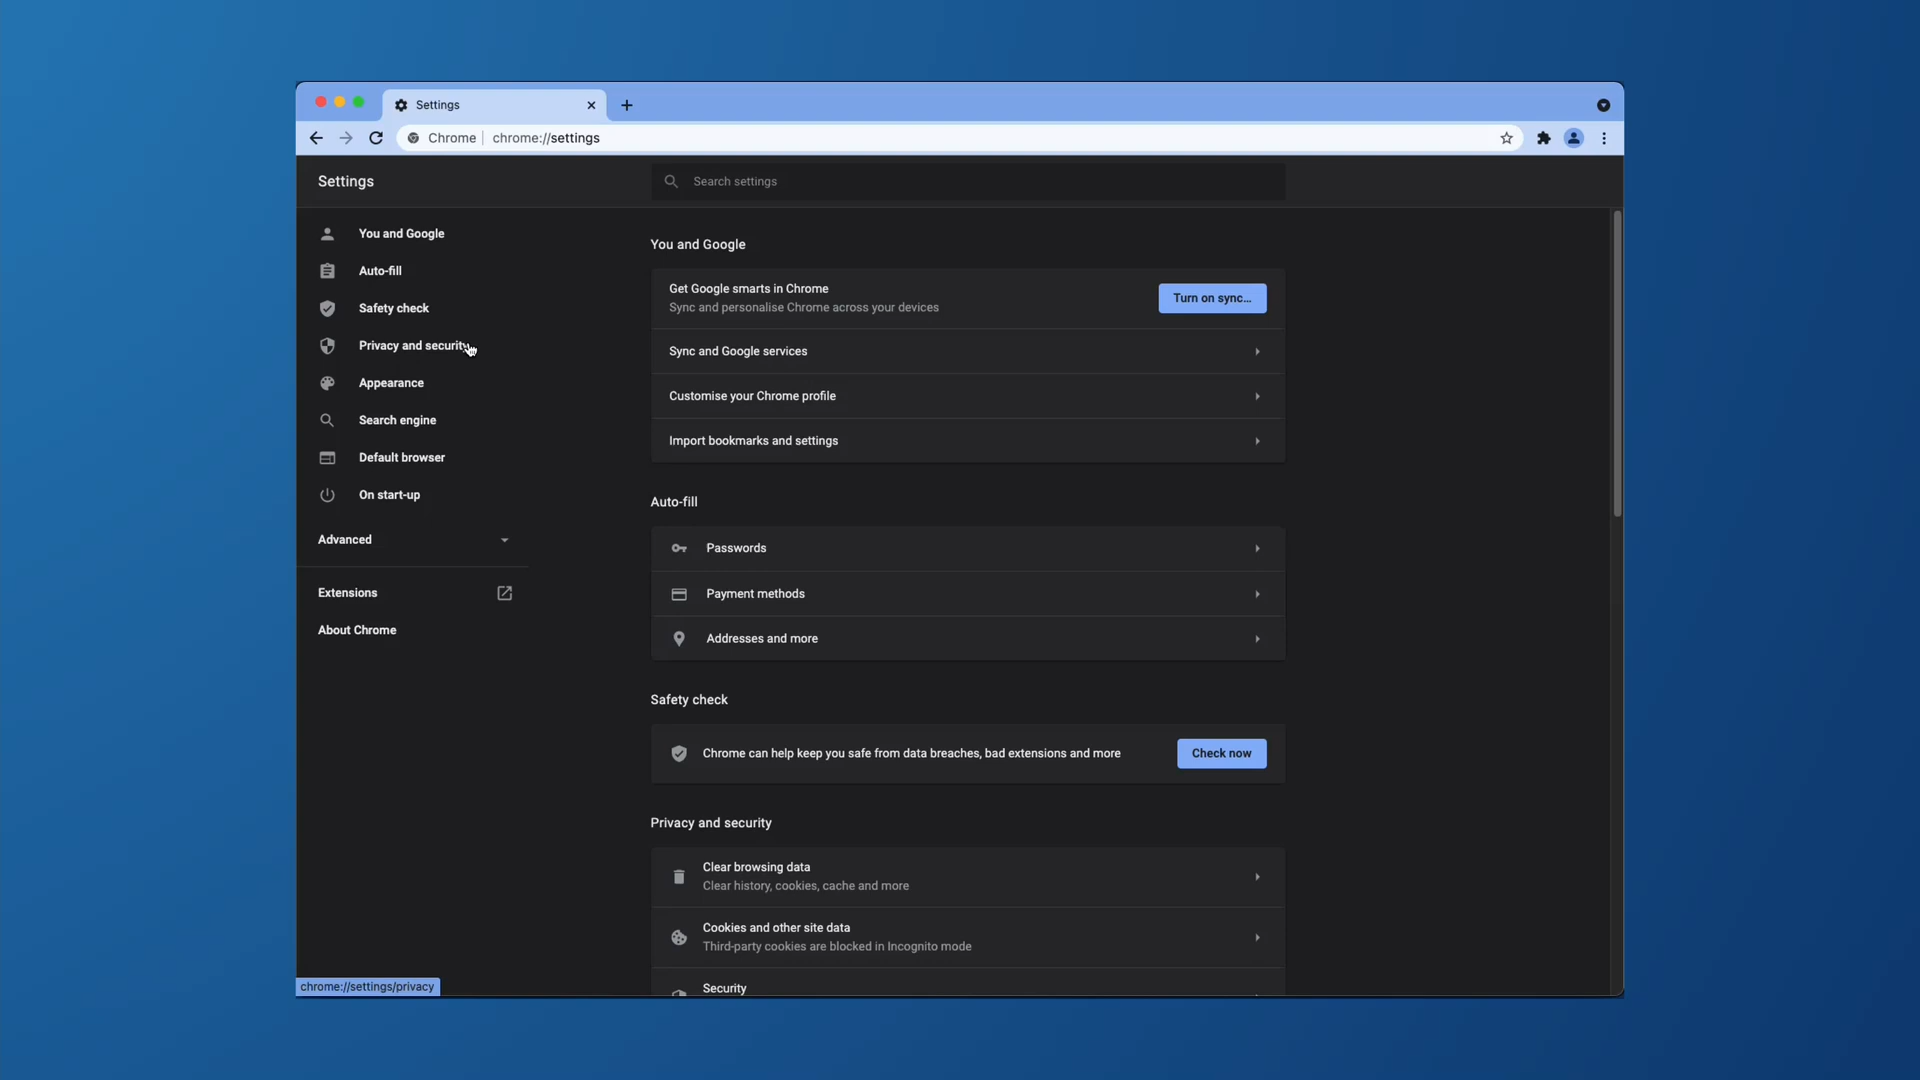 Settings
Chrome
chrome://settings
Settings
Search settings
You and Google
Auto-fill
Safety check
Privacy and security
Appearance
Search engine
Default browser
On start-up
Advanced
Extensions
About Chrome
You and Google
Get Google smarts in Chrome
Sync and personalise Chrome across your devices
Turn on sync...
Sync and Google services
Customise your Chrome profile
Import bookmarks and settings
Auto-fill
Passwords
Payment methods
Addresses and more
Safety check
Chrome can help keep you safe from data breaches, bad extensions and more
Check now
Privacy and security
Clear browsing data
Clear history, cookies, cache and more
Cookies and other site data
Third-party cookies are blocked in Incognito mode
Security
chrome://settings/privacy